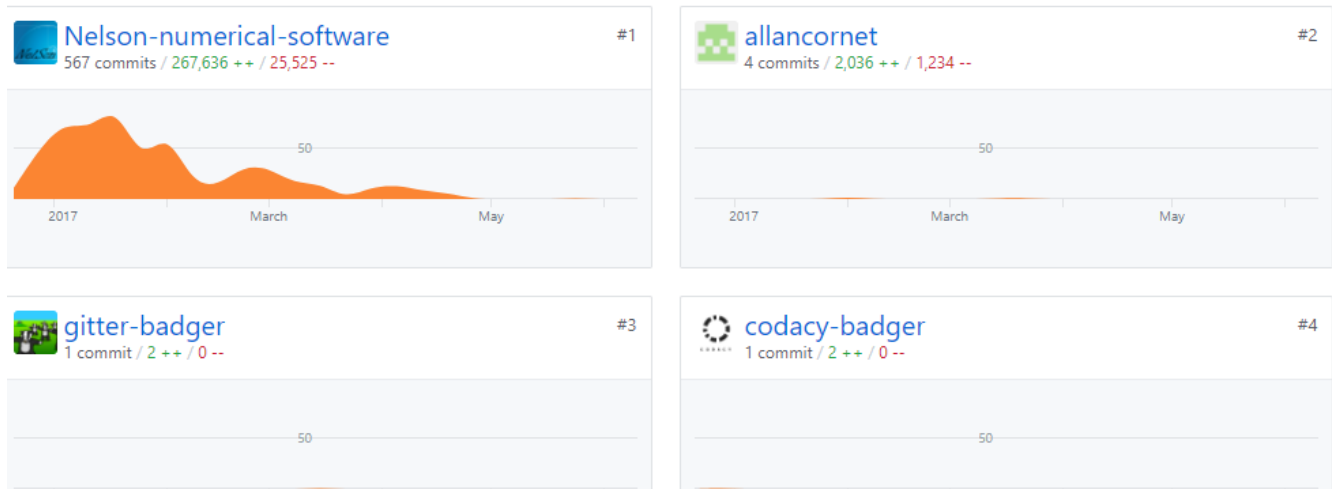 Nelson-numerical-software #1
567 commits / 267,636 ++ / 25,525 --
50
2017 March May
allancornet #2
4 commits / 2,036 ++ / 1,234 --
50
2017 March May
gitter-badger #3
1 commit / 2 ++ / 0 --
50
codacy-badger #4
1 commit / 2 ++ / 0 --
50